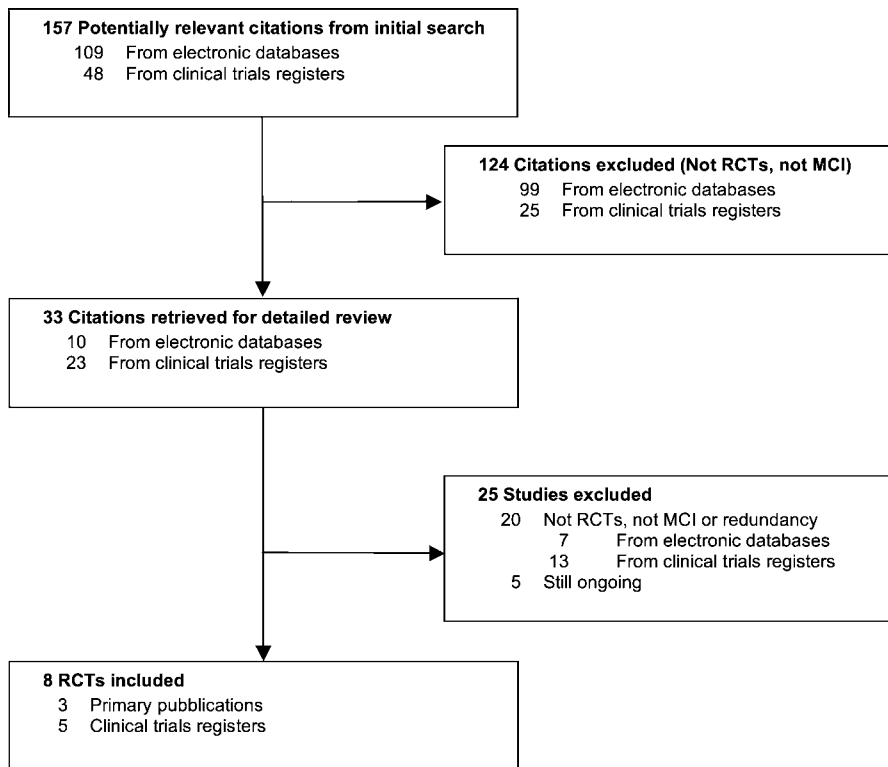 157 Potentially relevant citations from initial search
109 From electronic databases
48 From clinical trials registers
124 Citations excluded (Not RCTs, not MCI)
99 From electronic databases
25 From clinical trials registers
33 Citations retrieved for detailed review
10 From electronic databases
23 From clinical trials registers
25 Studies excluded
20 Not RCTs, not MCI or redundancy
7 From electronic databases
13 From clinical trials registers
5 Still ongoing
8 RCTs included
3 Primary pubblications
5 Clinical trials registers